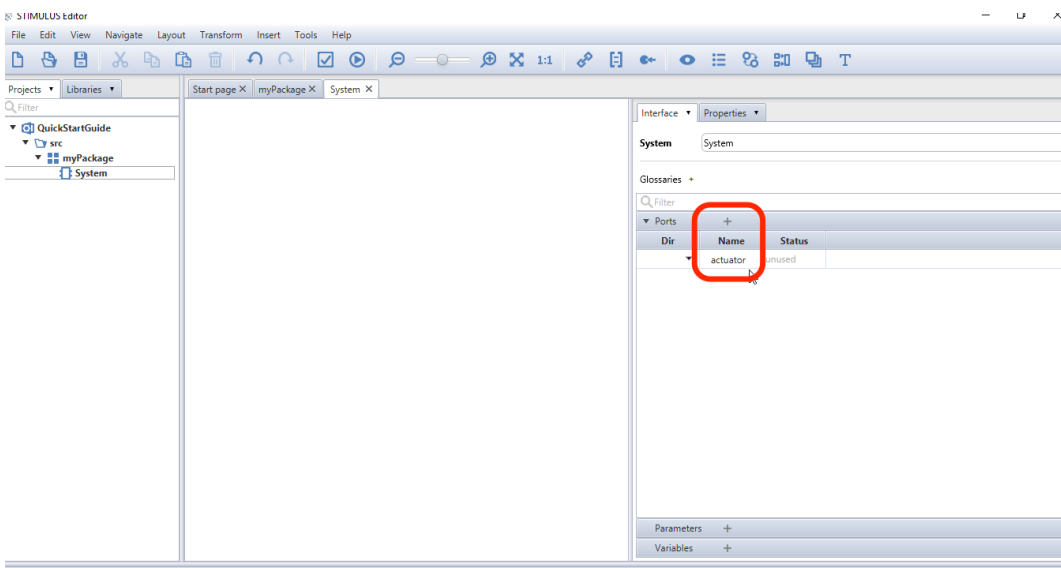 STIMULUS Editor
File Edit View Navigate Layout Transform Insert Tools Help
1:1 T
Projects Libraries Start page myPackage System
Filter
QuickStartGuide
src
myPackage
System
Interface Properties
System System
Glossaries +
Filter
Ports +
Dir Name Status
actuator unused
Parameters +
Variables +